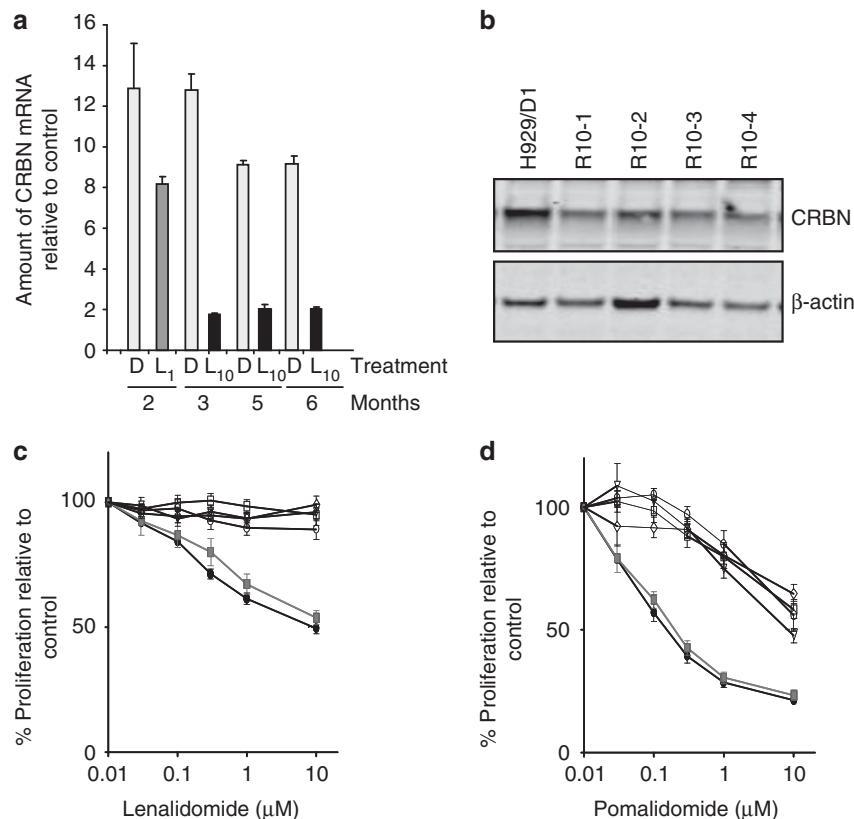 a
Amount of CRBN mRNA
relative to control
16
14
12
10
8
6
4
2
0
D L₁ D L₁₀ D L₁₀ D L₁₀ Treatment
2 3 5 6 Months
b
H929/D1 R10-1 R10-2 R10-3 R10-4
CRBN
β-actin
c
% Proliferation relative to
control
100
50
0
0.01 0.1 1 10
Lenalidomide (μM)
d
% Proliferation relative to
control
100
50
0
0.01 0.1 1 10
Pomalidomide (μM)